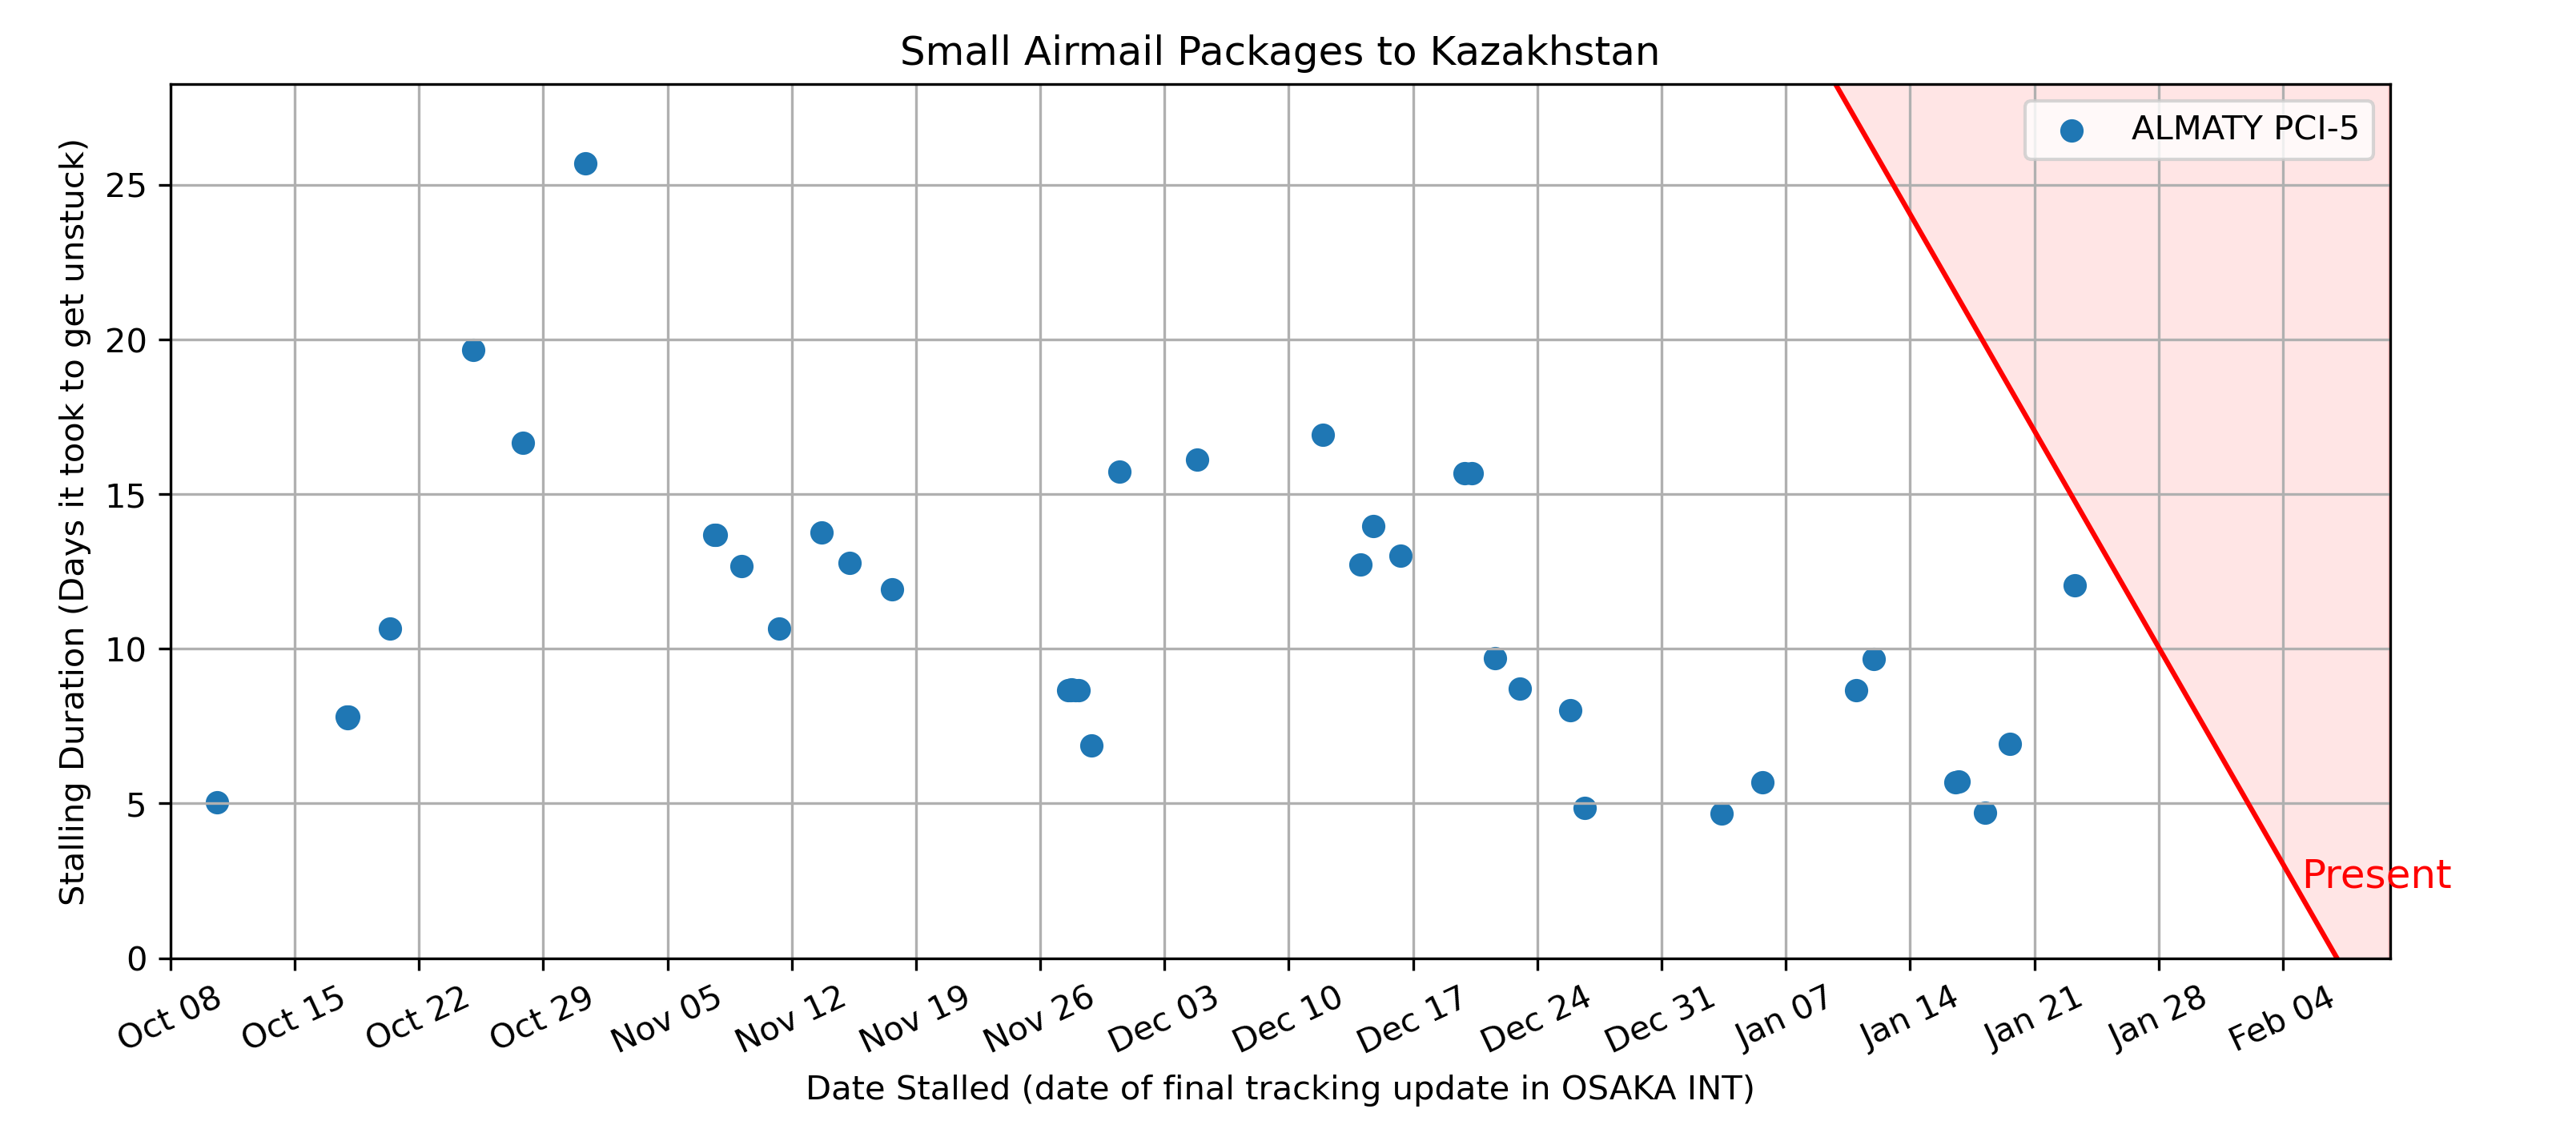 Small Airmail Packages to Kazakhstan
ALMATY PCI-5
Stalling Duration (Days it took to get unstuck)
25
20
15
10
5
0
Present
Oct 08
Oct 15
Oct 22
Oct 29
Nov 05
Nov 12
Nov 19
Nov 26
Dec 03
Dec 10
Dec 17
Dec 24
Dec 31
Jan 07
Jan 14
Jan 21
Jan 28
Feb 04
Date Stalled (date of final tracking update in OSAKA INT)